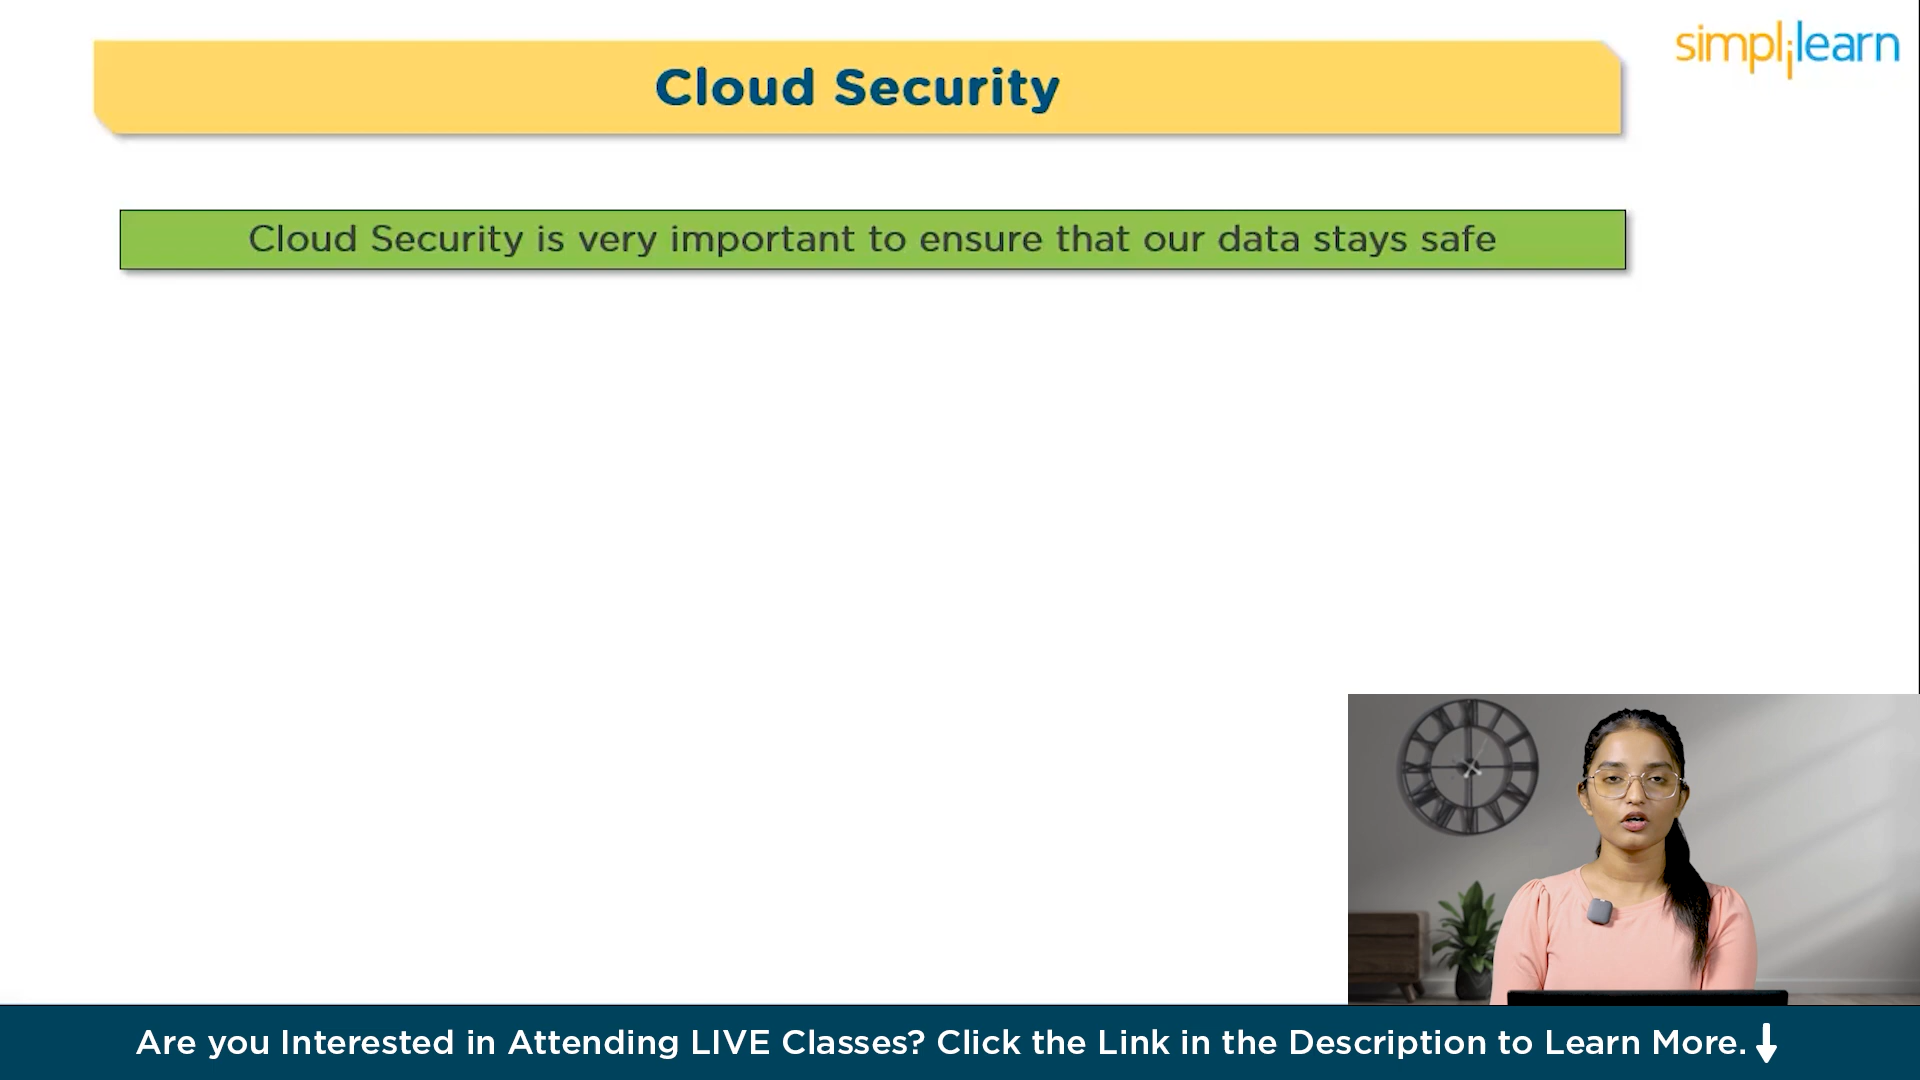 simplilearn
Cloud Security
Cloud Security is very important to ensure that our data stays safe
Are you Interested in Attending LIVE Classes? Click the Link in the Description to Learn More.